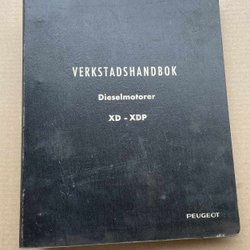 VERKSTADSHANDBOK
Dieselmotorer
XD - XDP
PEUGEOT